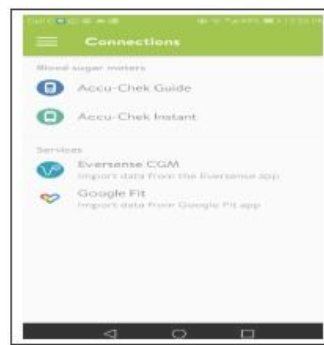 Connections
Blood sugar meters
Accu-Chek Guide
Accu-Chek Instant
Services
Eversense CGM
Import data from the Eversense app
Google Fit
Import data from Google Fit app